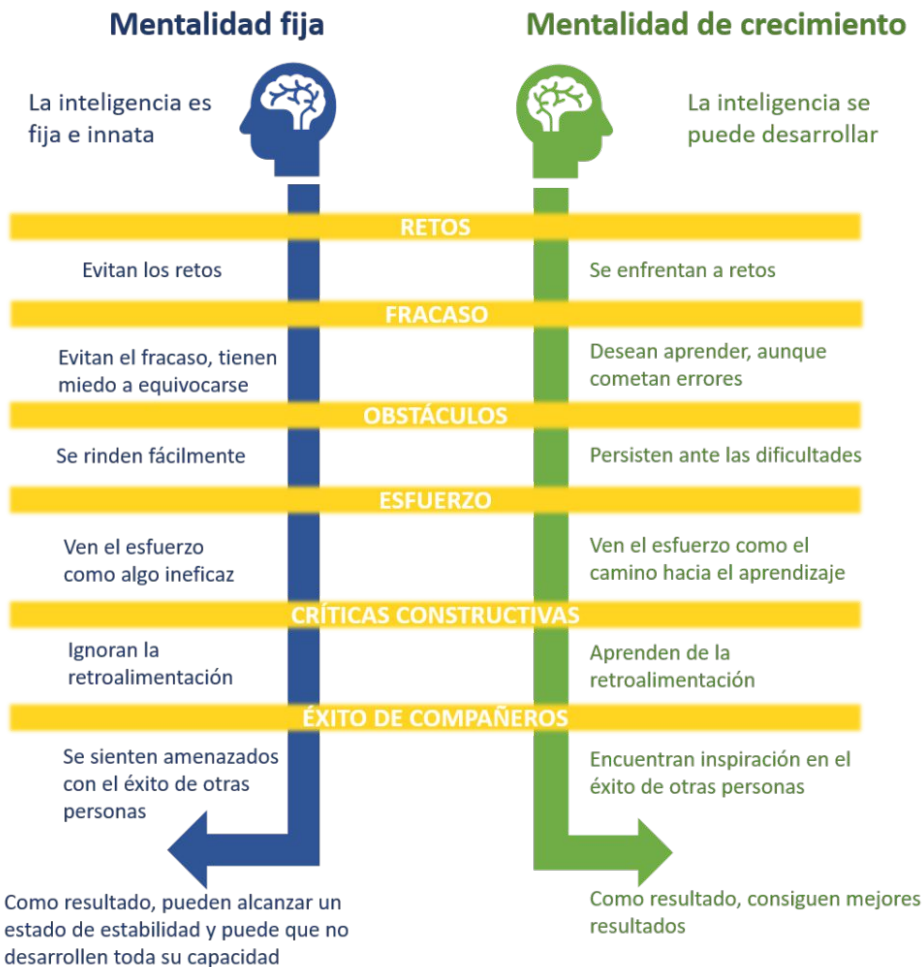 Mentalidad fija
Mentalidad de crecimiento
La inteligencia es
fija e innata
La inteligencia se
puede desarrollar
RETOS
Evitan los retos
Se enfrentan a retos
FRACASO
Evitan el fracaso, tienen
miedo a equivocarse
Desean aprender, aunque
cometan errores
OBSTÁCULOS
Se rinden fácilmente
Persisten ante las dificultades
ESFUERZO
Ven el esfuerzo
como algo ineficaz
Ven el esfuerzo como el
camino hacia el aprendizaje
CRÍTICAS CONSTRUCTIVAS
Ignoran la
retroalimentación
Aprenden de la
retroalimentación
ÉXITO DE COMPAÑEROS
Se sienten amenazados
con el éxito de otras
personas
Encuentran inspiración en el
éxito de otras personas
Como resultado, pueden alcanzar un
estado de estabilidad y puede que no
desarrollen toda su capacidad
Como resultado, consiguen mejores
resultados